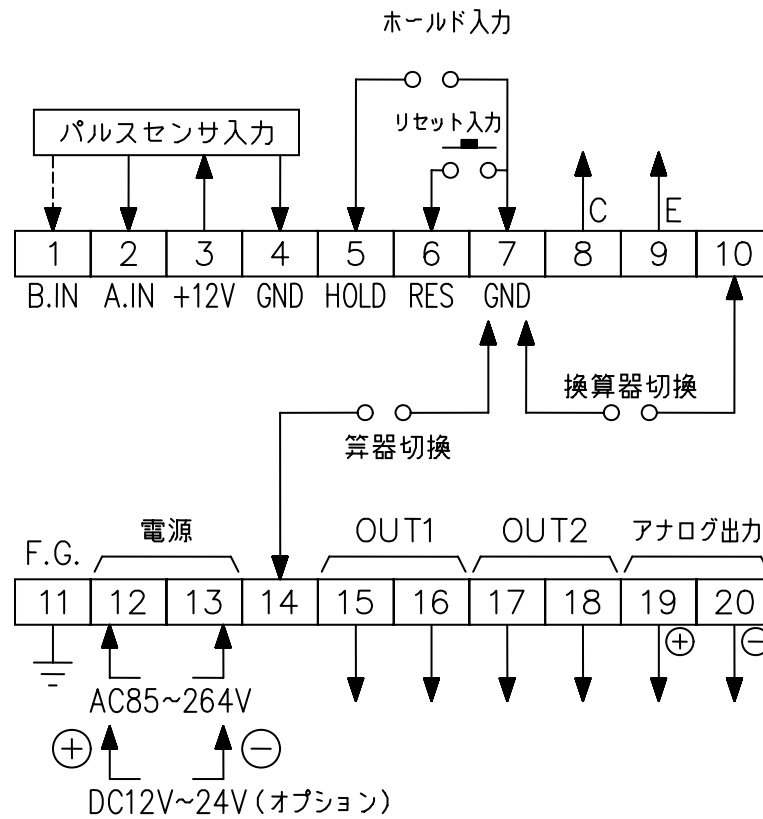 ホールド入力
パルスセンサ入力
リセット入力
C E
1 2 3 4 5 6 7 8 9 10
B.IN A.IN +12V GND HOLD RES GND
換算器切換
算器切換
F.G. 電源 OUT1 OUT2 アナログ出力
11 12 13 14 15 16 17 18 19 20
+ −
AC85~264V
+ −
DC12V~24V(オプション)